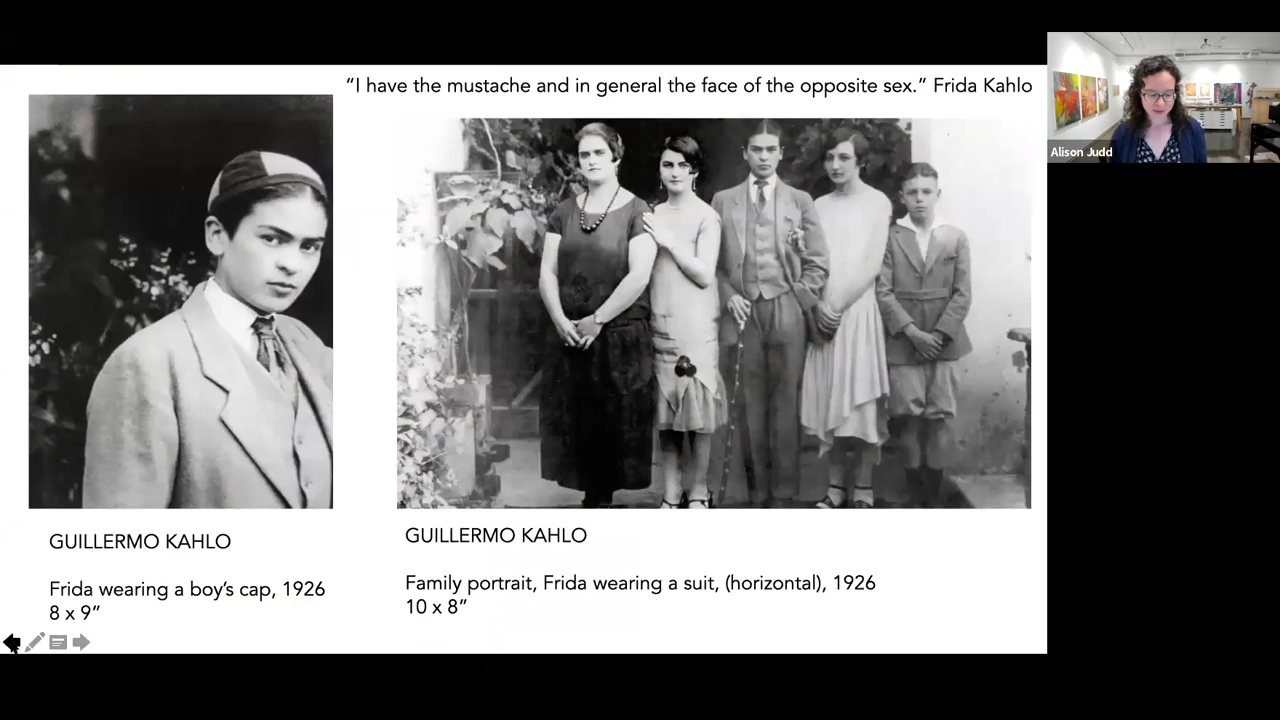 “I have the mustache and in general the face of the opposite sex.” Frida Kahlo
Alison Judd
GUILLERMO KAHLO
Frida wearing a boy’s cap, 1926
8 x 9”
GUILLERMO KAHLO
Family portrait, Frida wearing a suit, (horizontal), 1926
10 x 8”